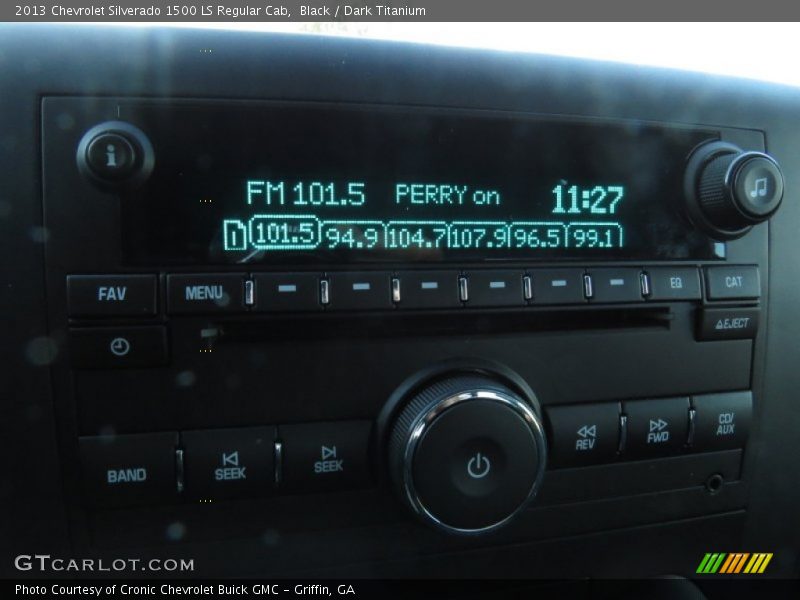 2013 Chevrolet Silverado 1500 LS Regular Cab, Black / Dark Titanium
i
FM 101.5 PERRY on 11:27
1 101.5 94.9 104.7 107.9 96.5 99.1
FAV MENU EQ CAT
EJECT
BAND SEEK SEEK REV FWD CD/
AUX
GTCARLOT.COM
Photo Courtesy of Cronic Chevrolet Buick GMC - Griffin, GA